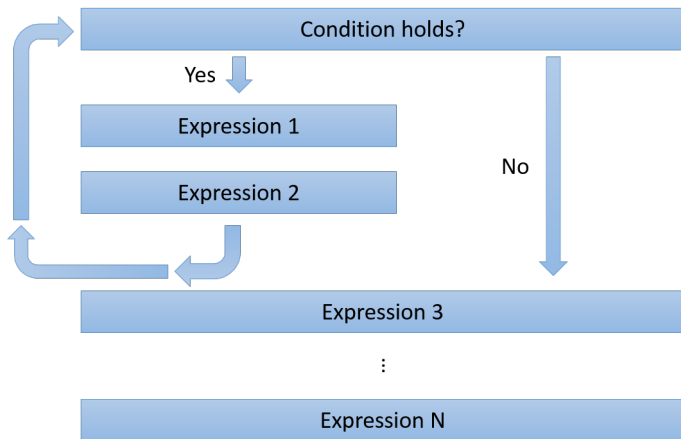 Condition holds?
Yes
Expression 1
No
Expression 2
Expression 3
⋮
Expression N